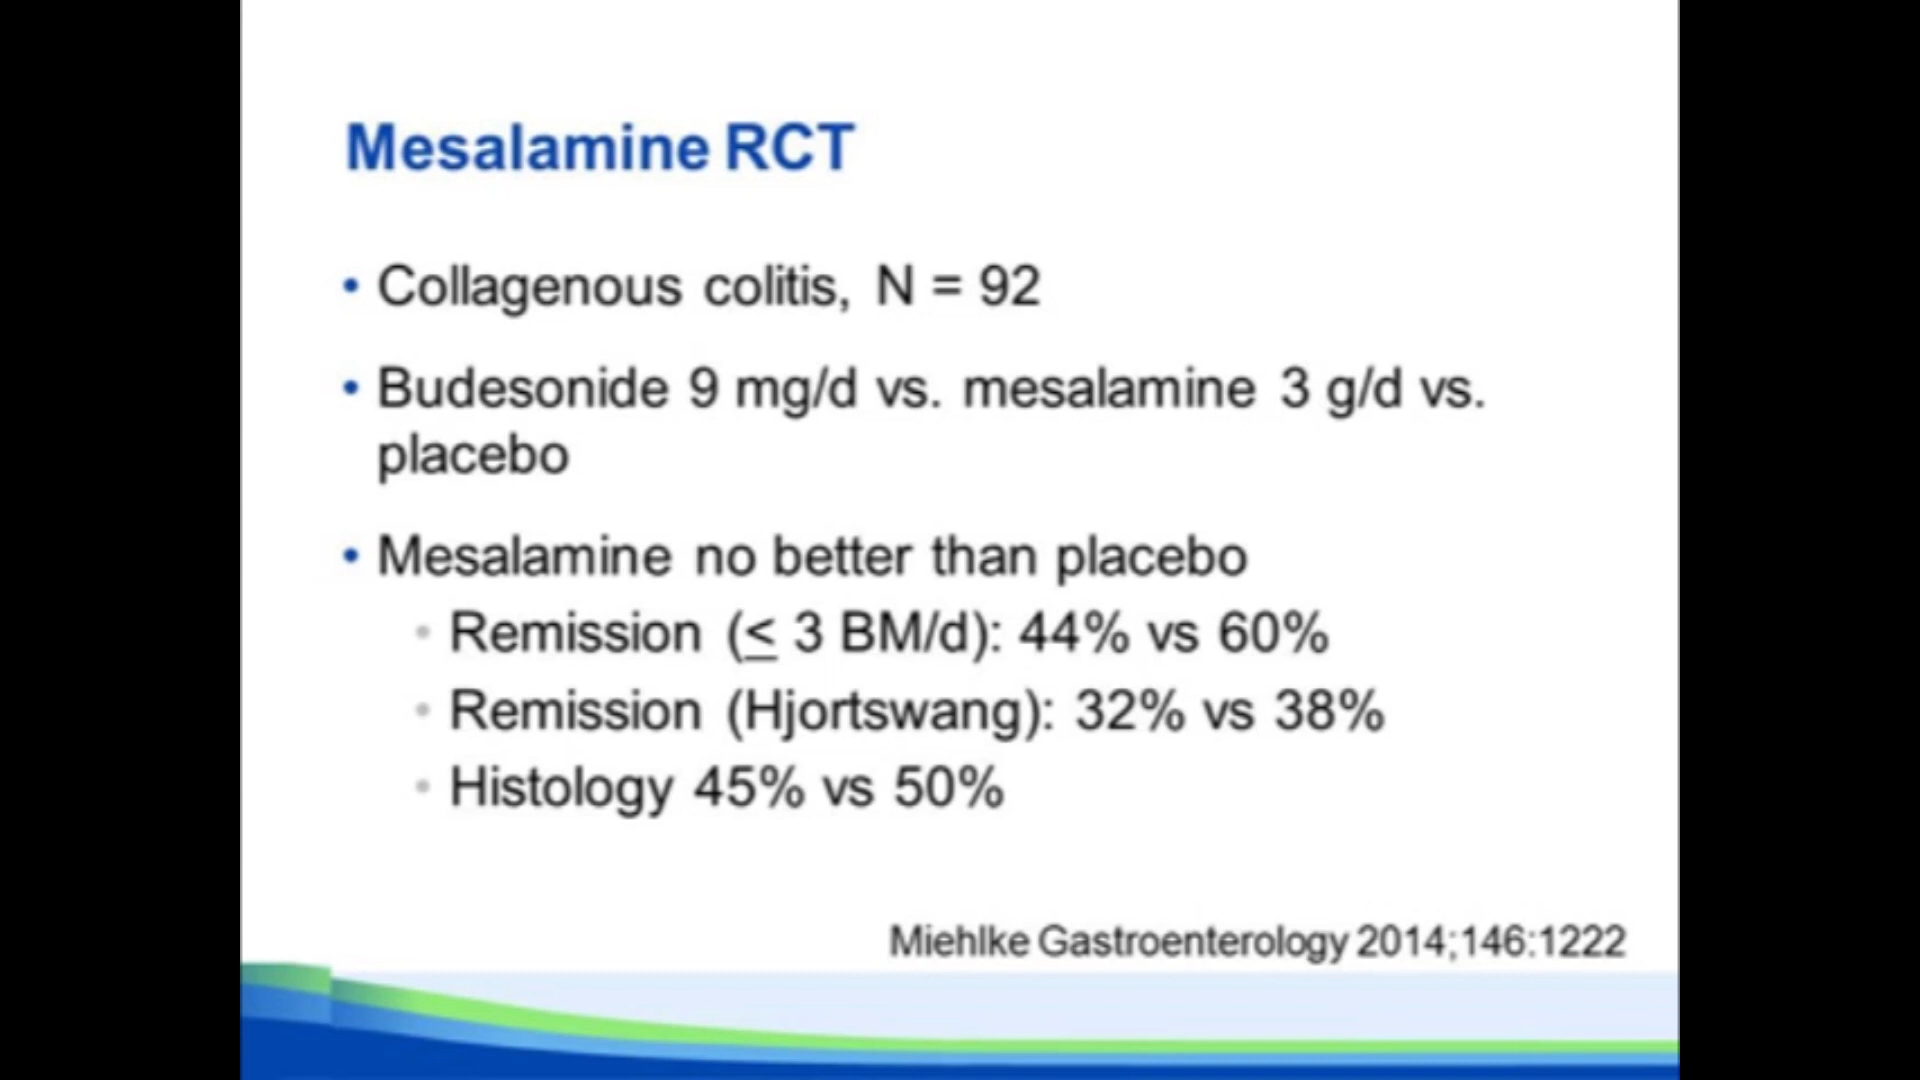 Mesalamine RCT
• Collagenous colitis, N = 92
• Budesonide 9 mg/d vs. mesalamine 3 g/d vs.
placebo
• Mesalamine no better than placebo
• Remission (≤ 3 BM/d): 44% vs 60%
• Remission (Hjortswang): 32% vs 38%
• Histology 45% vs 50%
Miehlke Gastroenterology 2014;146:1222